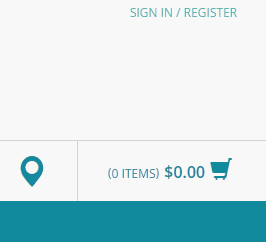 SIGN IN / REGISTER
(0 ITEMS) $0.00